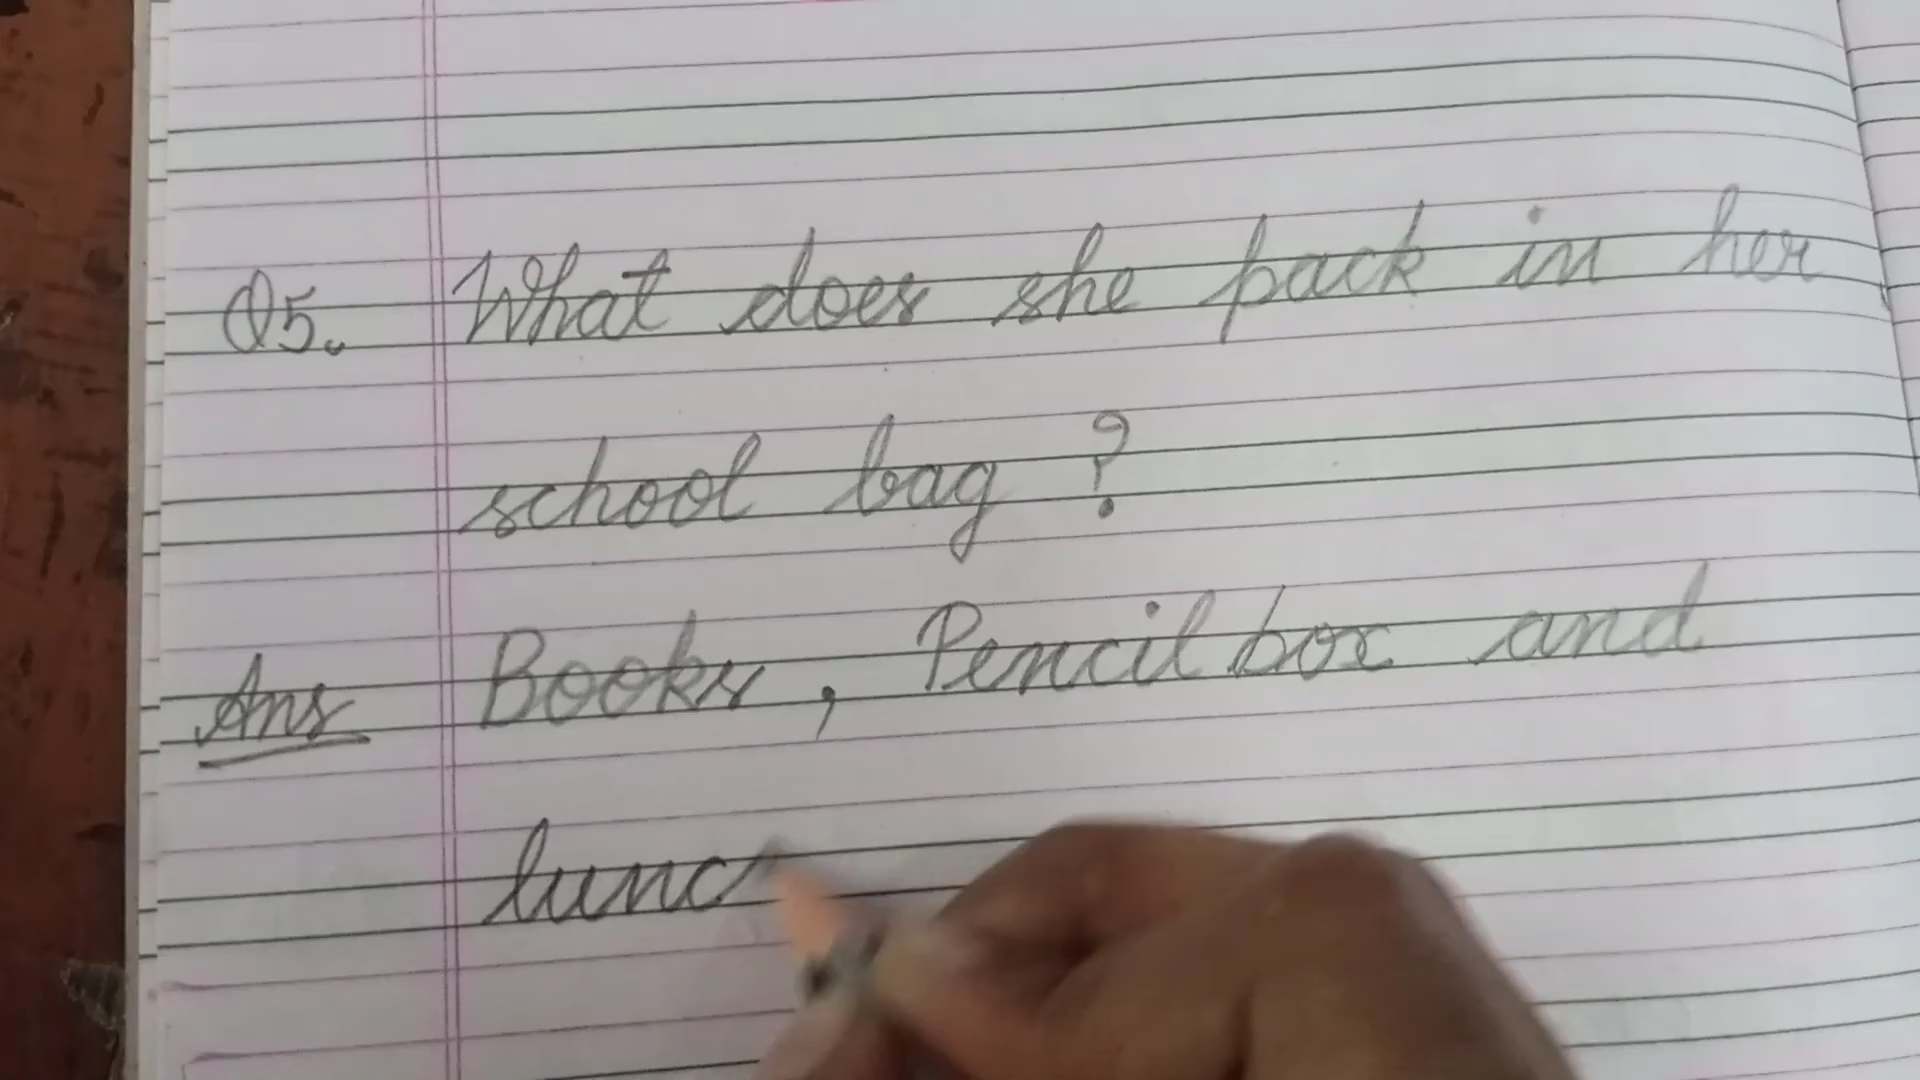 Q5. What does she pack in her
school bag ?
Ans Books, Pencil box and
lunc